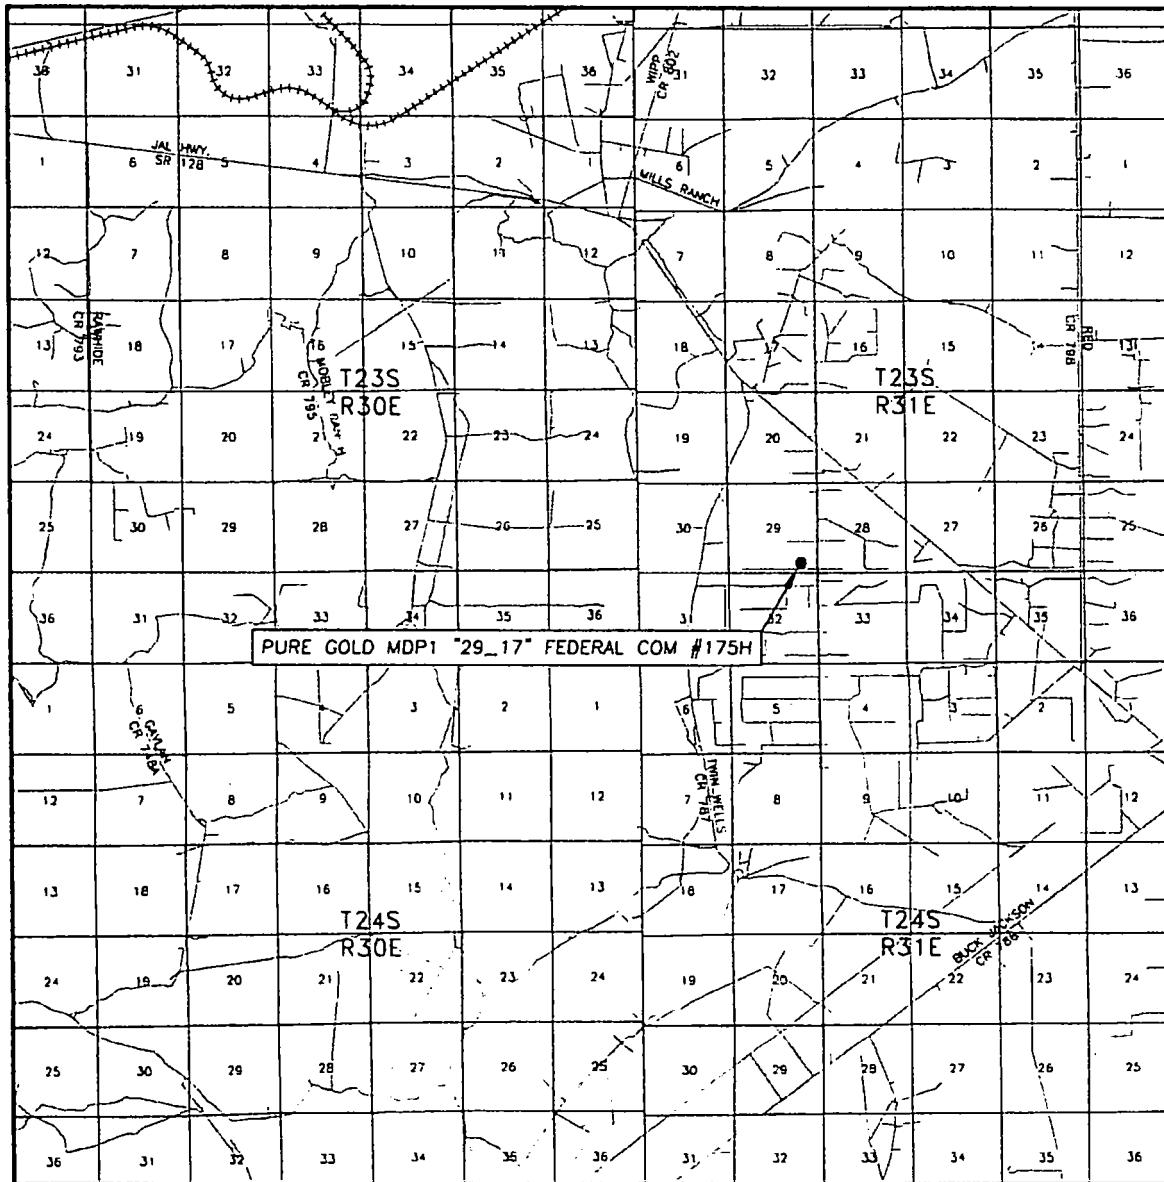 36 31 32 33 34 35 36 31 32 33 34 35 36
WIPP
CR 802
JAL HWY.
SR 128
1 6 5 4 3 2 1 6 5 4 3 2 1
MILLS RANCH
12 7 8 9 10 11 12 7 8 9 10 11 12
RAWHIDE
CR 793
RED
CR 798
13 18 17 16 15 14 13 18 17 16 15 14 13
MOBLEY RANCH
CR 795
T23S
R30E
T23S
R31E
24 19 20 21 22 23 24 19 20 21 22 23 24
25 30 29 28 27 26 25 30 29 28 27 26 25
36 31 32 33 34 35 36 31 32 33 34 35 36
PURE GOLD MDP1 "29_17" FEDERAL COM #175H
1 6 5 3 2 1 6 5 4 3 2
GAVILAN
CR 748A
TWIN WELLS
CR 787
12 7 8 9 10 11 12 7 8 9 10 11 12
13 18 17 16 15 14 13 18 17 16 15 14 13
T24S
R30E
T24S
R31E
BUCK JACKSON
24 19 20 21 22 23 24 19 20 21 22 23 24
25 30 29 28 27 26 25 30 29 28 27 26 25
36 31 32 33 34 35 36 31 32 33 34 35 36